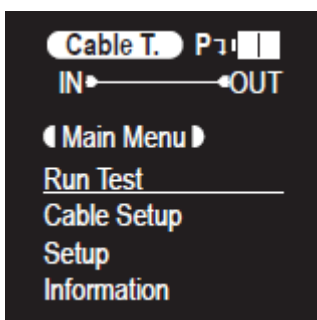 Cable T. P
IN OUT
Main Menu
Run Test
Cable Setup
Setup
Information